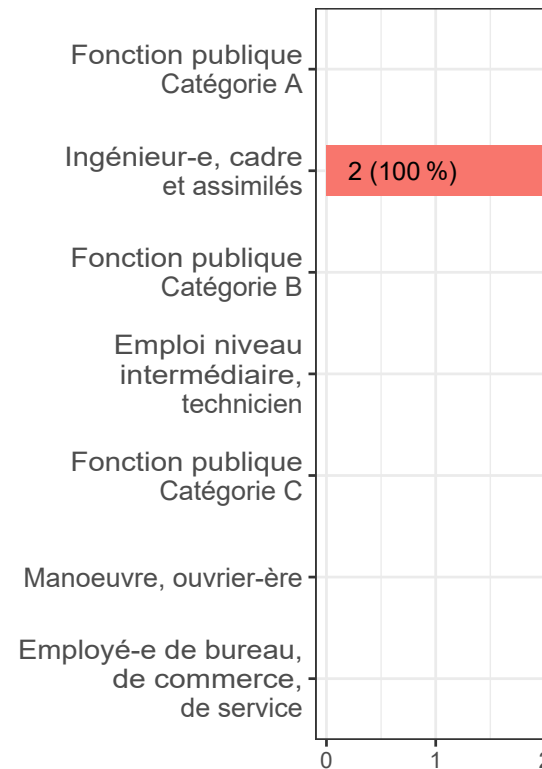 Fonction publique
Catégorie A
Ingénieur-e, cadre
et assimilés
2 (100 %)
Fonction publique
Catégorie B
Emploi niveau
intermédiaire,
technicien
Fonction publique
Catégorie C
Manoeuvre, ouvrier-ère
Employé-e de bureau,
de commerce,
de service
0 1 2